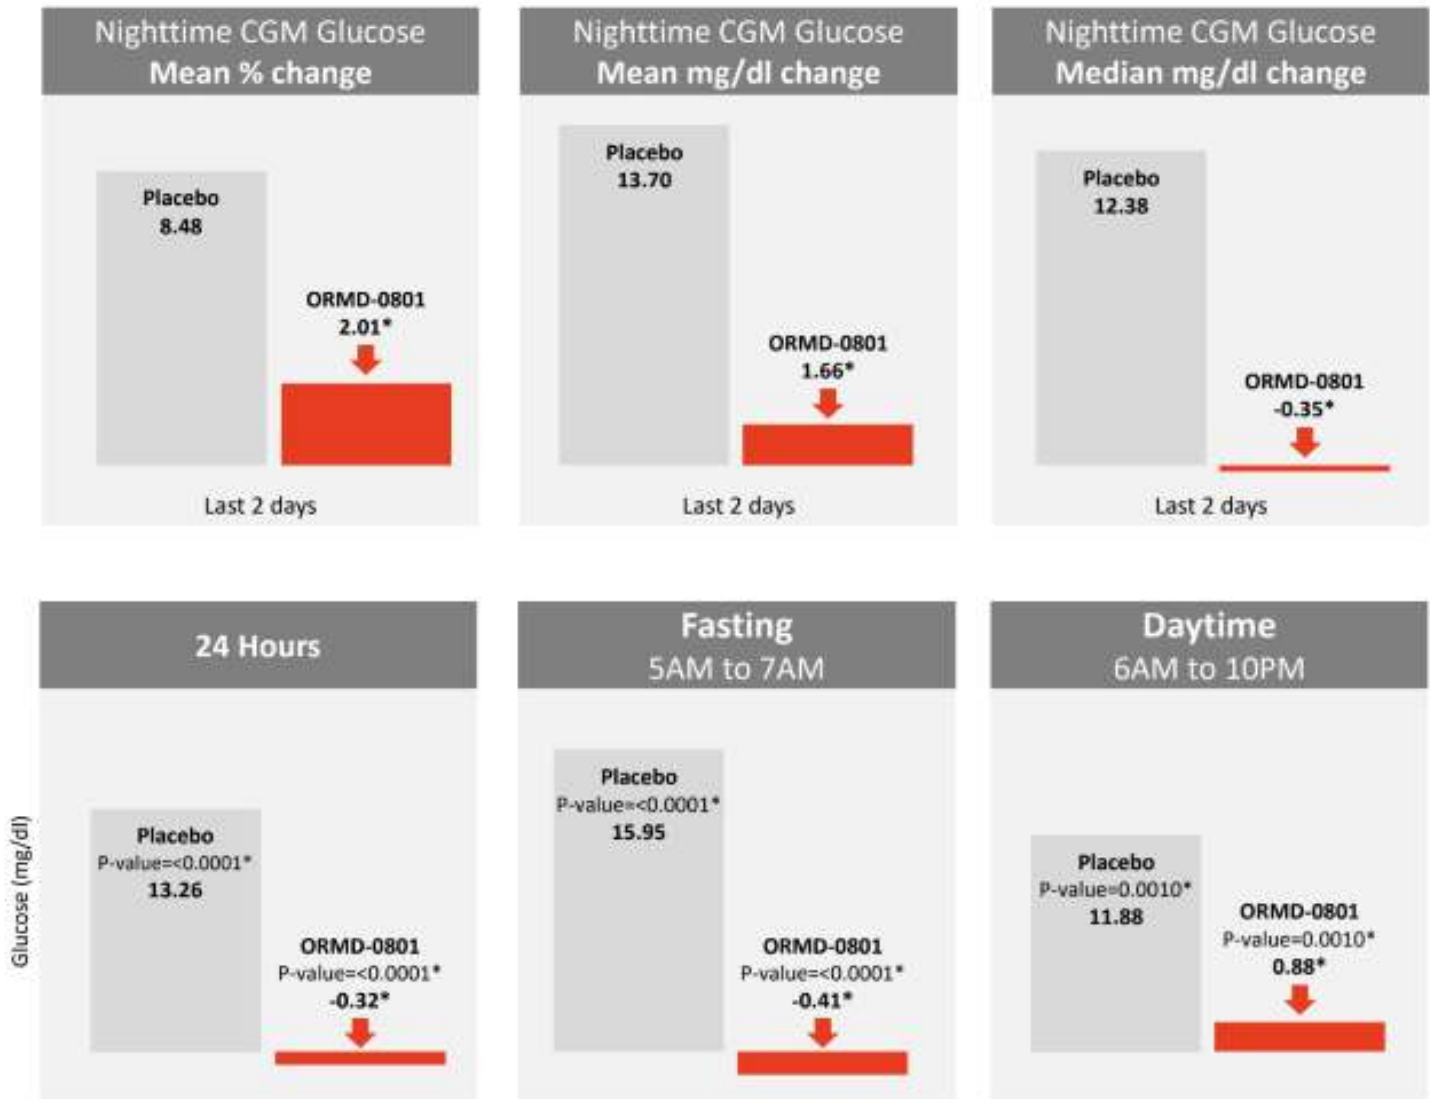 Nighttime CGM Glucose
Mean % change
Placebo
8.48
ORMD-0801
2.01*
Last 2 days
Nighttime CGM Glucose
Mean mg/dl change
Placebo
13.70
ORMD-0801
1.66*
Last 2 days
Nighttime CGM Glucose
Median mg/dl change
Placebo
12.38
ORMD-0801
-0.35*
Last 2 days
Glucose (mg/dl)
24 Hours
Placebo
P-value=<0.0001*
13.26
ORMD-0801
P-value=<0.0001*
-0.32*
Fasting
5AM to 7AM
Placebo
P-value=<0.0001*
15.95
ORMD-0801
P-value=<0.0001*
-0.41*
Daytime
6AM to 10PM
Placebo
P-value=0.0010*
11.88
ORMD-0801
P-value=0.0010*
0.88*